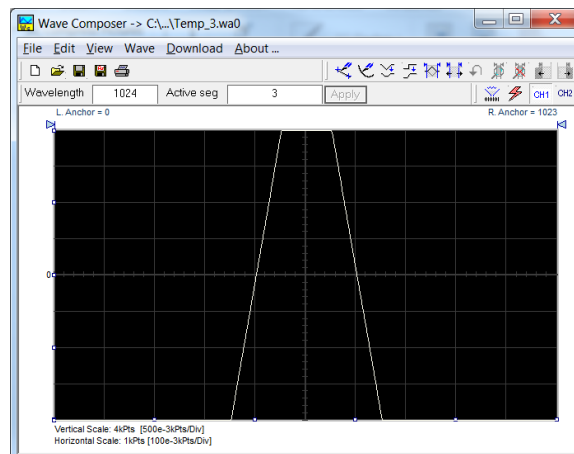 Wave Composer -> C:\...\Temp_3.wa0
File Edit View Wave Download About ...
Wavelength 1024 Active seg 3 Apply CH1 CH2
L. Anchor = 0 R. Anchor = 1023
0
Vertical Scale: 4kPts [500e-3kPts/Div]
Horizontal Scale: 1kPts [100e-3kPts/Div]